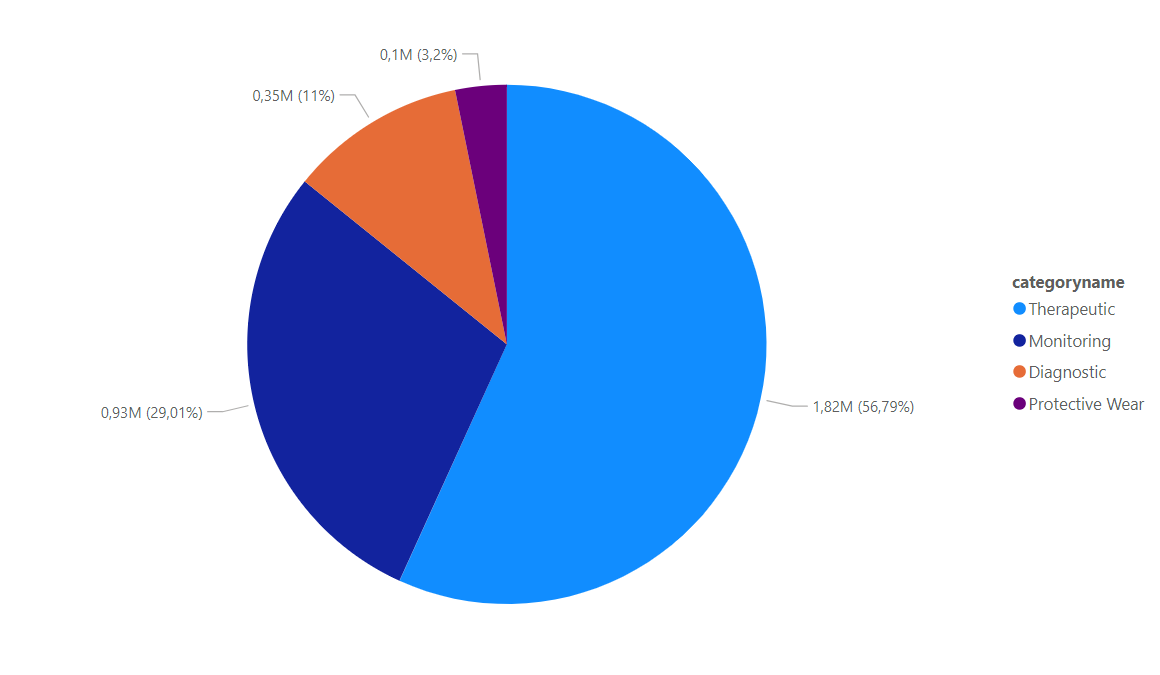 0,1M (3,2%)
0,35M (11%)
0,93M (29,01%)
1,82M (56,79%)
categoryname
Therapeutic
Monitoring
Diagnostic
Protective Wear